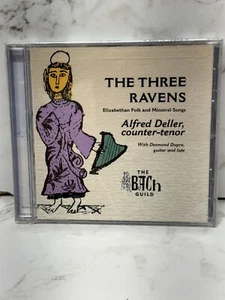 THE THREE
RAVENS
Elizabethan Folk and Minstrel Songs
Alfred Deller,
counter-tenor
With Desmond Dupre,
guitar and lute
THE
BACH
GUILD